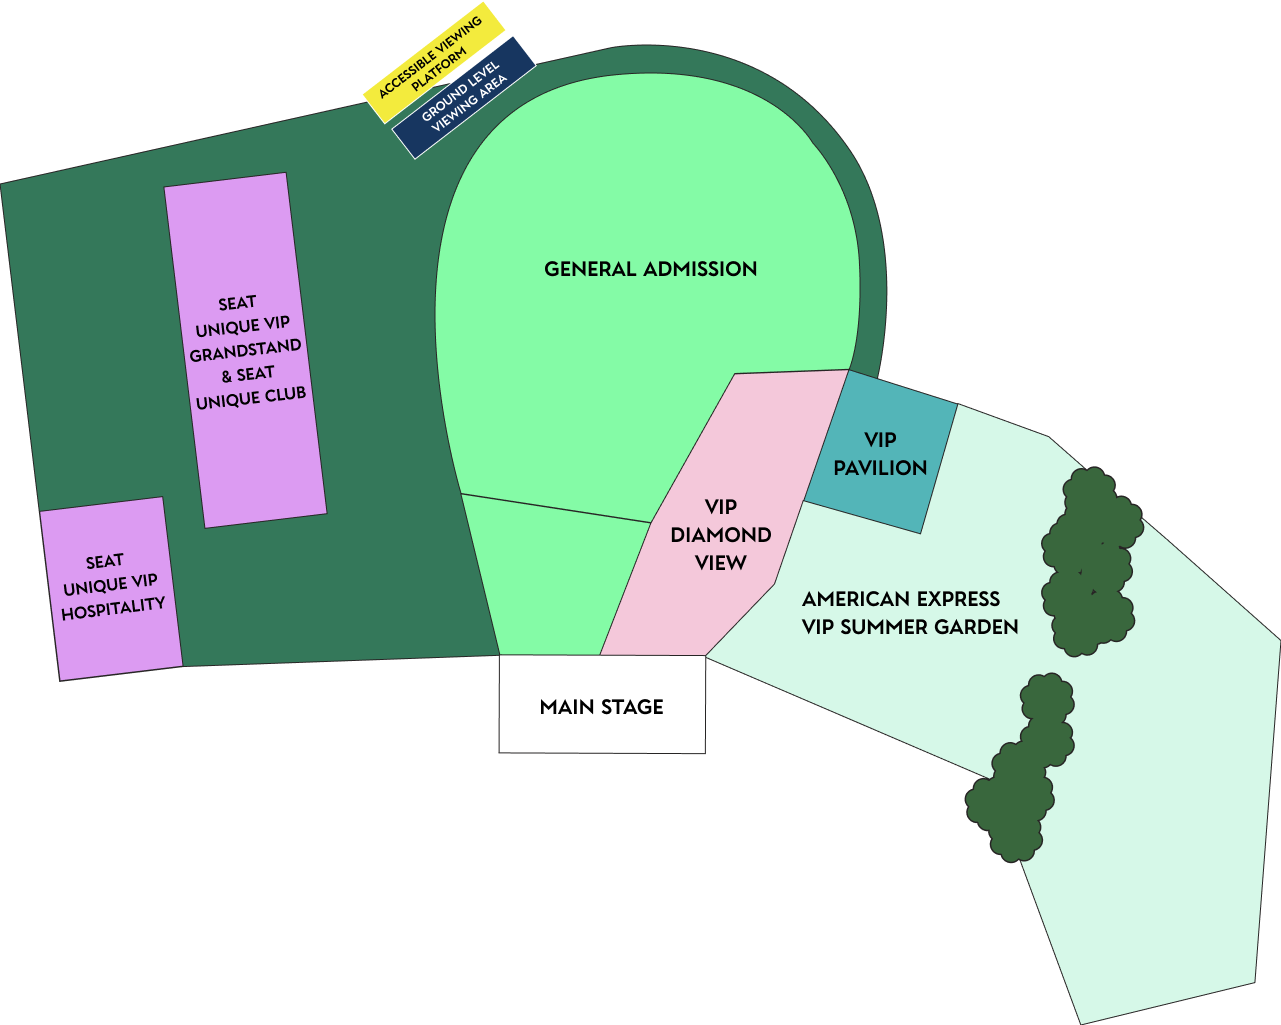 ACCESSIBLE VIEWING
PLATFORM
GROUND LEVEL
VIEWING AREA
GENERAL ADMISSION
SEAT
UNIQUE VIP
GRANDSTAND
& SEAT
UNIQUE CLUB
VIP
PAVILION
VIP
DIAMOND
VIEW
SEAT
UNIQUE VIP
HOSPITALITY
AMERICAN EXPRESS
VIP SUMMER GARDEN
MAIN STAGE